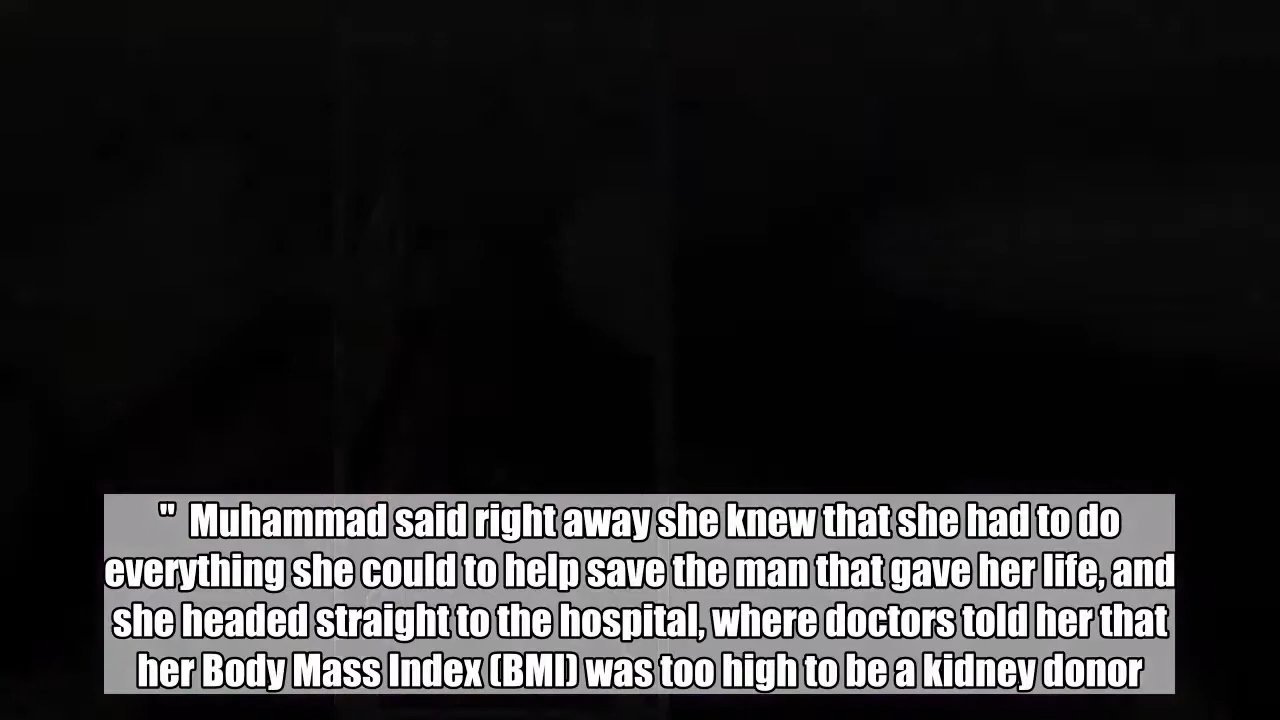 "  Muhammad said right away she knew that she had to do
everything she could to help save the man that gave her life, and
she headed straight to the hospital, where doctors told her that
her Body Mass Index (BMI) was too high to be a kidney donor